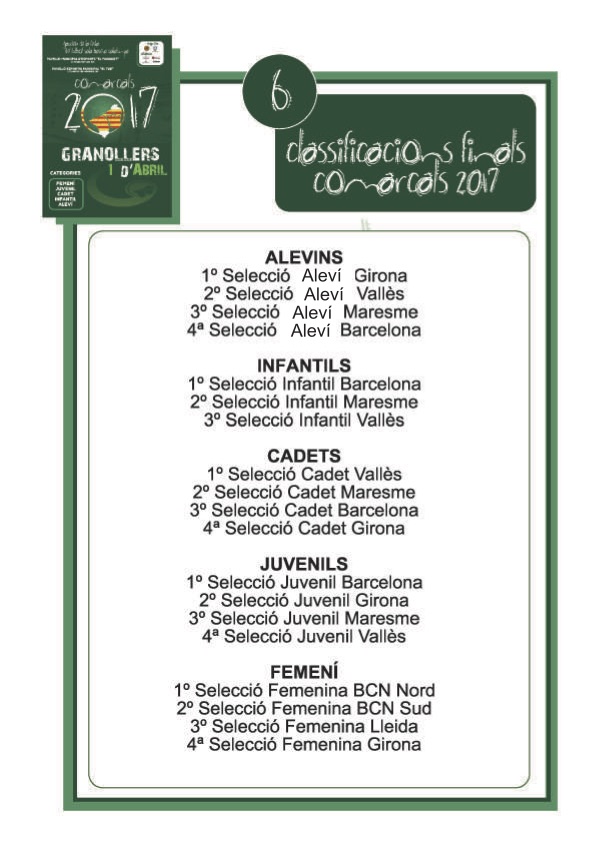 comarcals
2017
GRANOLLERS
1 D'ABRIL
CATEGORIES
FEMENÍ
JUVENIL
CADET
INFANTIL
ALEVÍ
6
classificacions finals
comarcals 2017
ALEVINS
1º Selecció Aleví Girona
2º Selecció Aleví Vallès
3º Selecció Aleví Maresme
4ª Selecció Aleví Barcelona
INFANTILS
1º Selecció Infantil Barcelona
2º Selecció Infantil Maresme
3º Selecció Infantil Vallès
CADETS
1º Selecció Cadet Vallès
2º Selecció Cadet Maresme
3º Selecció Cadet Barcelona
4ª Selecció Cadet Girona
JUVENILS
1º Selecció Juvenil Barcelona
2º Selecció Juvenil Girona
3º Selecció Juvenil Maresme
4ª Selecció Juvenil Vallès
FEMENÍ
1º Selecció Femenina BCN Nord
2º Selecció Femenina BCN Sud
3º Selecció Femenina Lleida
4ª Selecció Femenina Girona